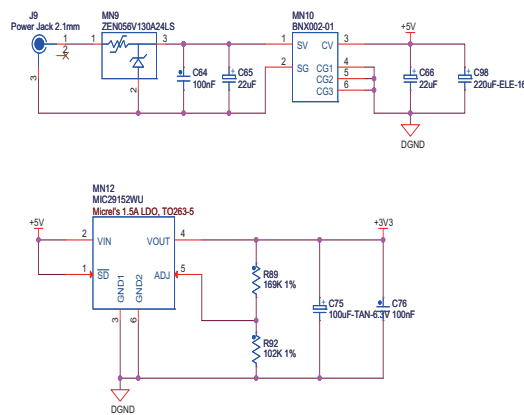 J9
Power Jack 2.1mm
1
2
3
MN9
ZEN056V130A24LS
1
3
2
C64
100nF
C65
22uF
MN10
BNX002-01
1
SV
CV
3
2
SG
CG1
4
CG2
5
CG3
6
+5V
C66
22uF
C98
220uF-ELE-16
DGND
MN12
MIC29152WU
Micrel's 1.5A LDO, TO263-5
+5V
2
VIN
VOUT
4
1
SD
ADJ
5
GND1
GND2
3
6
R89
169K 1%
R92
102K 1%
+3V3
C75
100uF-TAN-6.3V
C76
100nF
DGND